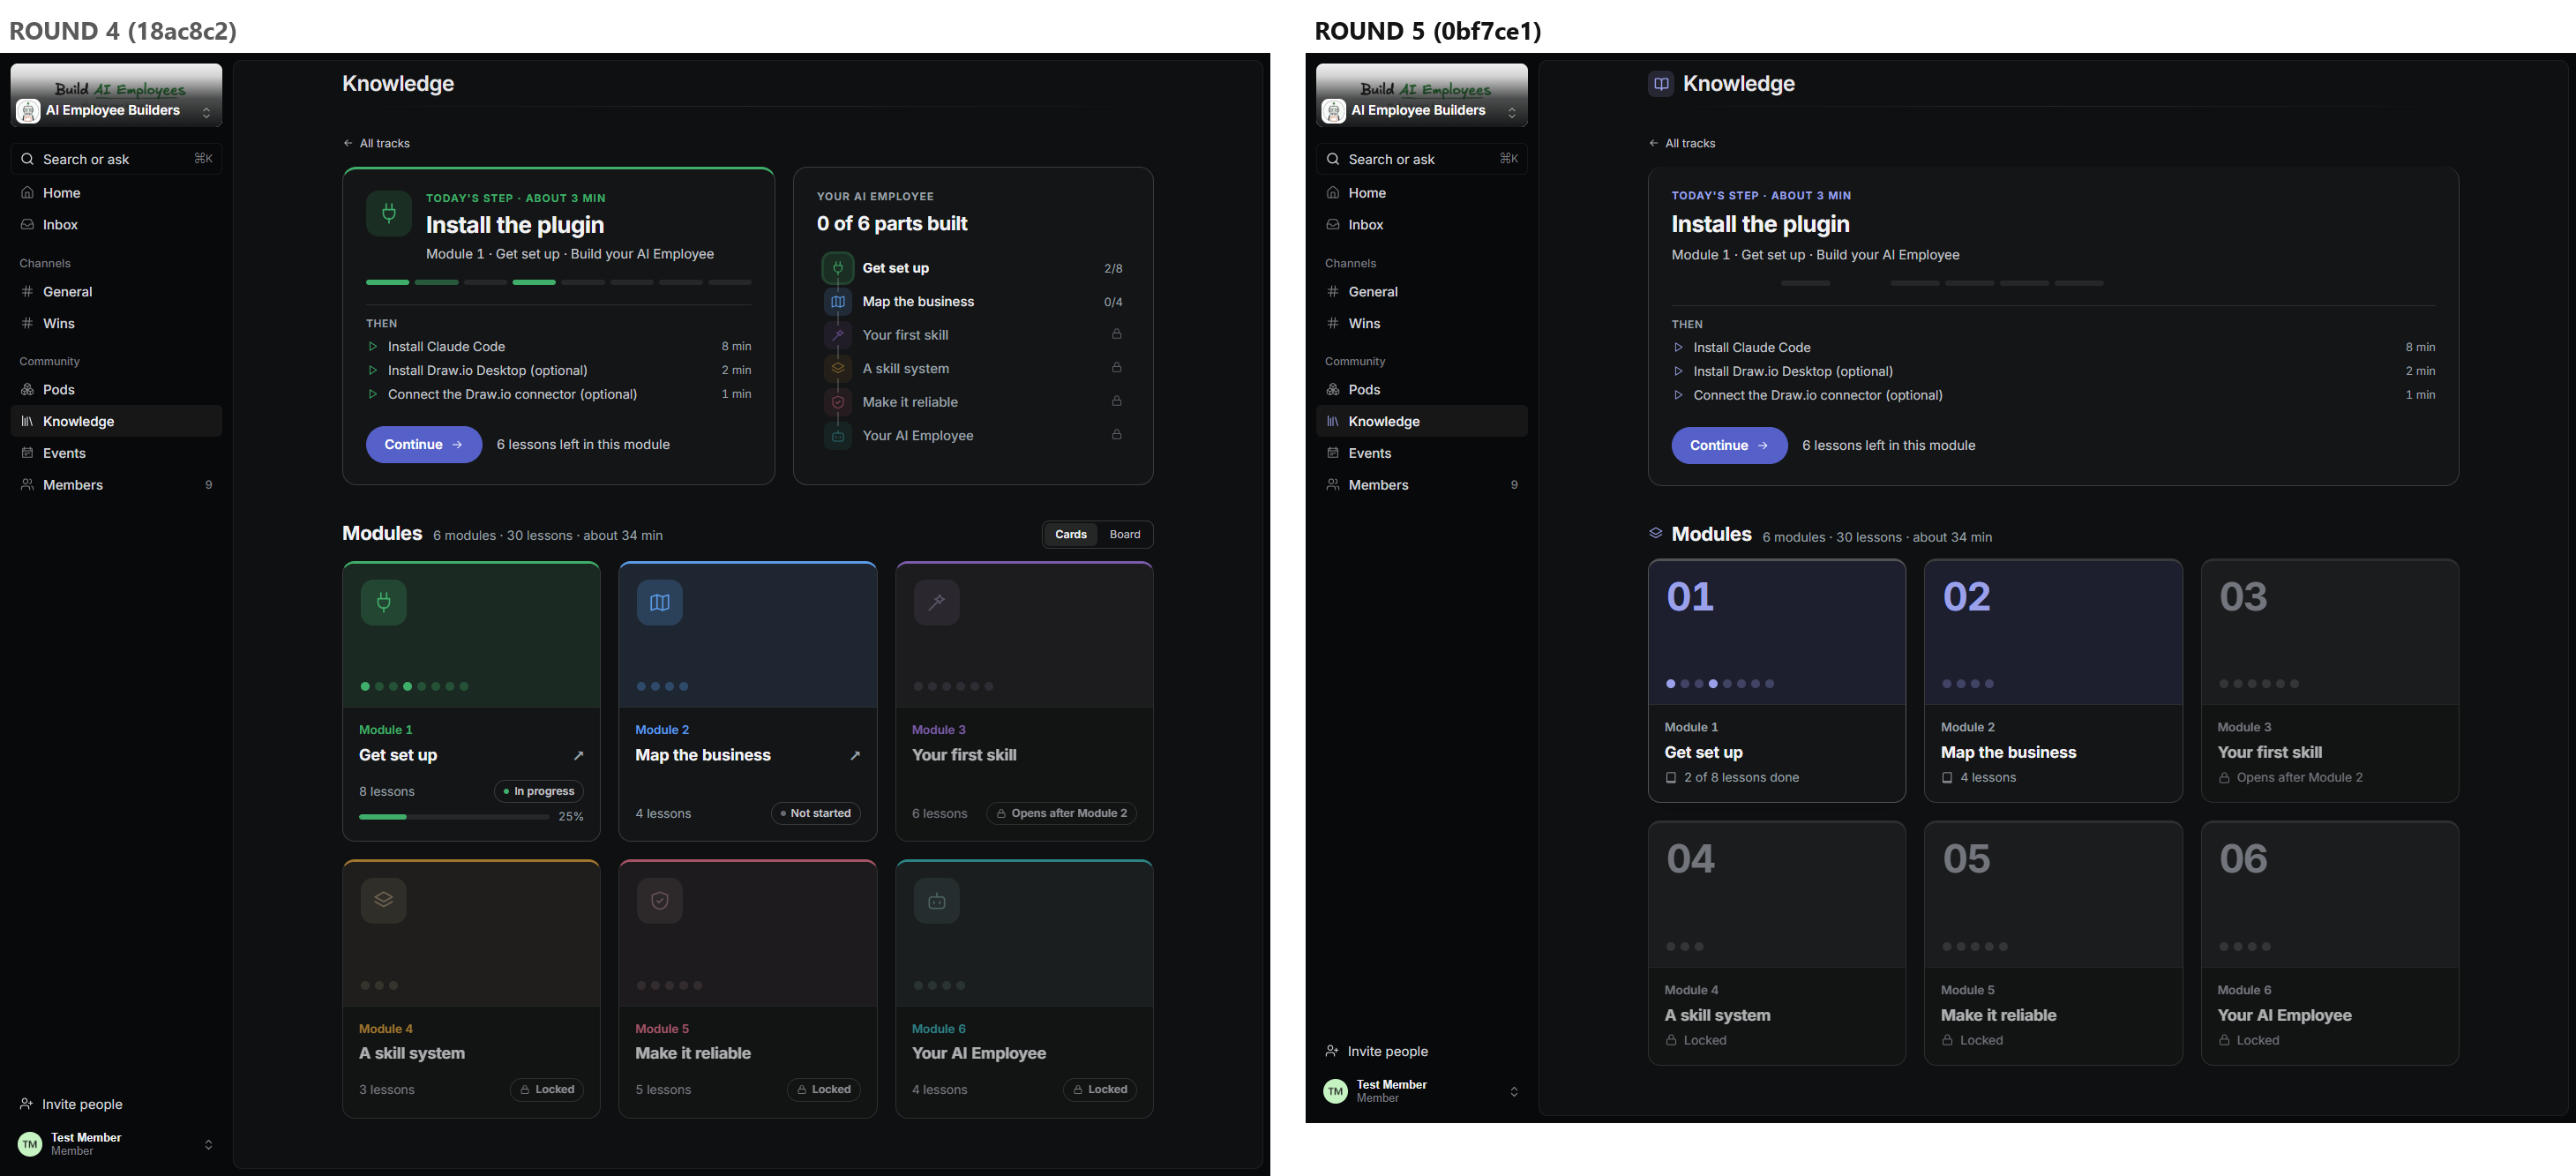 ROUND 4 (18ac8c2)
Build AI Employees
AI Employee Builders
Search or ask ⌘K
Home
Inbox
Channels
# General
# Wins
Community
Pods
Knowledge
Events
Members 9
Invite people
TM
Test Member
Member
Knowledge
← All tracks
TODAY'S STEP · ABOUT 3 MIN
Install the plugin
Module 1 · Get set up · Build your AI Employee
THEN
Install Claude Code 8 min
Install Draw.io Desktop (optional) 2 min
Connect the Draw.io connector (optional) 1 min
Continue →
6 lessons left in this module
YOUR AI EMPLOYEE
0 of 6 parts built
Get set up 2/8
Map the business 0/4
Your first skill
A skill system
Make it reliable
Your AI Employee
Modules 6 modules · 30 lessons · about 34 min
Cards Board
Module 1
Get set up ↗
8 lessons In progress
25%
Module 2
Map the business ↗
4 lessons Not started
Module 3
Your first skill
6 lessons Opens after Module 2
Module 4
A skill system
3 lessons Locked
Module 5
Make it reliable
5 lessons Locked
Module 6
Your AI Employee
4 lessons Locked
ROUND 5 (0bf7ce1)
Build AI Employees
AI Employee Builders
Search or ask ⌘K
Home
Inbox
Channels
# General
# Wins
Community
Pods
Knowledge
Events
Members 9
Invite people
TM
Test Member
Member
Knowledge
← All tracks
TODAY'S STEP · ABOUT 3 MIN
Install the plugin
Module 1 · Get set up · Build your AI Employee
THEN
Install Claude Code 8 min
Install Draw.io Desktop (optional) 2 min
Connect the Draw.io connector (optional) 1 min
Continue →
6 lessons left in this module
Modules 6 modules · 30 lessons · about 34 min
01
Module 1
Get set up
2 of 8 lessons done
02
Module 2
Map the business
4 lessons
03
Module 3
Your first skill
Opens after Module 2
04
Module 4
A skill system
Locked
05
Module 5
Make it reliable
Locked
06
Module 6
Your AI Employee
Locked